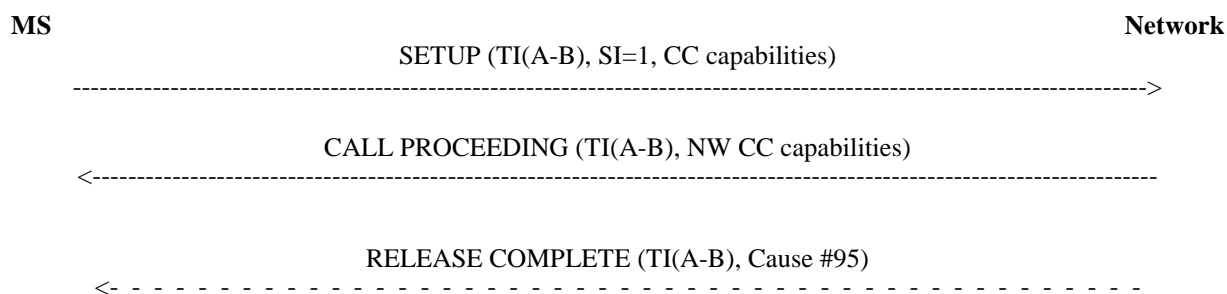 MS Network
SETUP (TI(A-B), SI=1, CC capabilities)
CALL PROCEEDING (TI(A-B), NW CC capabilities)
RELEASE COMPLETE (TI(A-B), Cause #95)